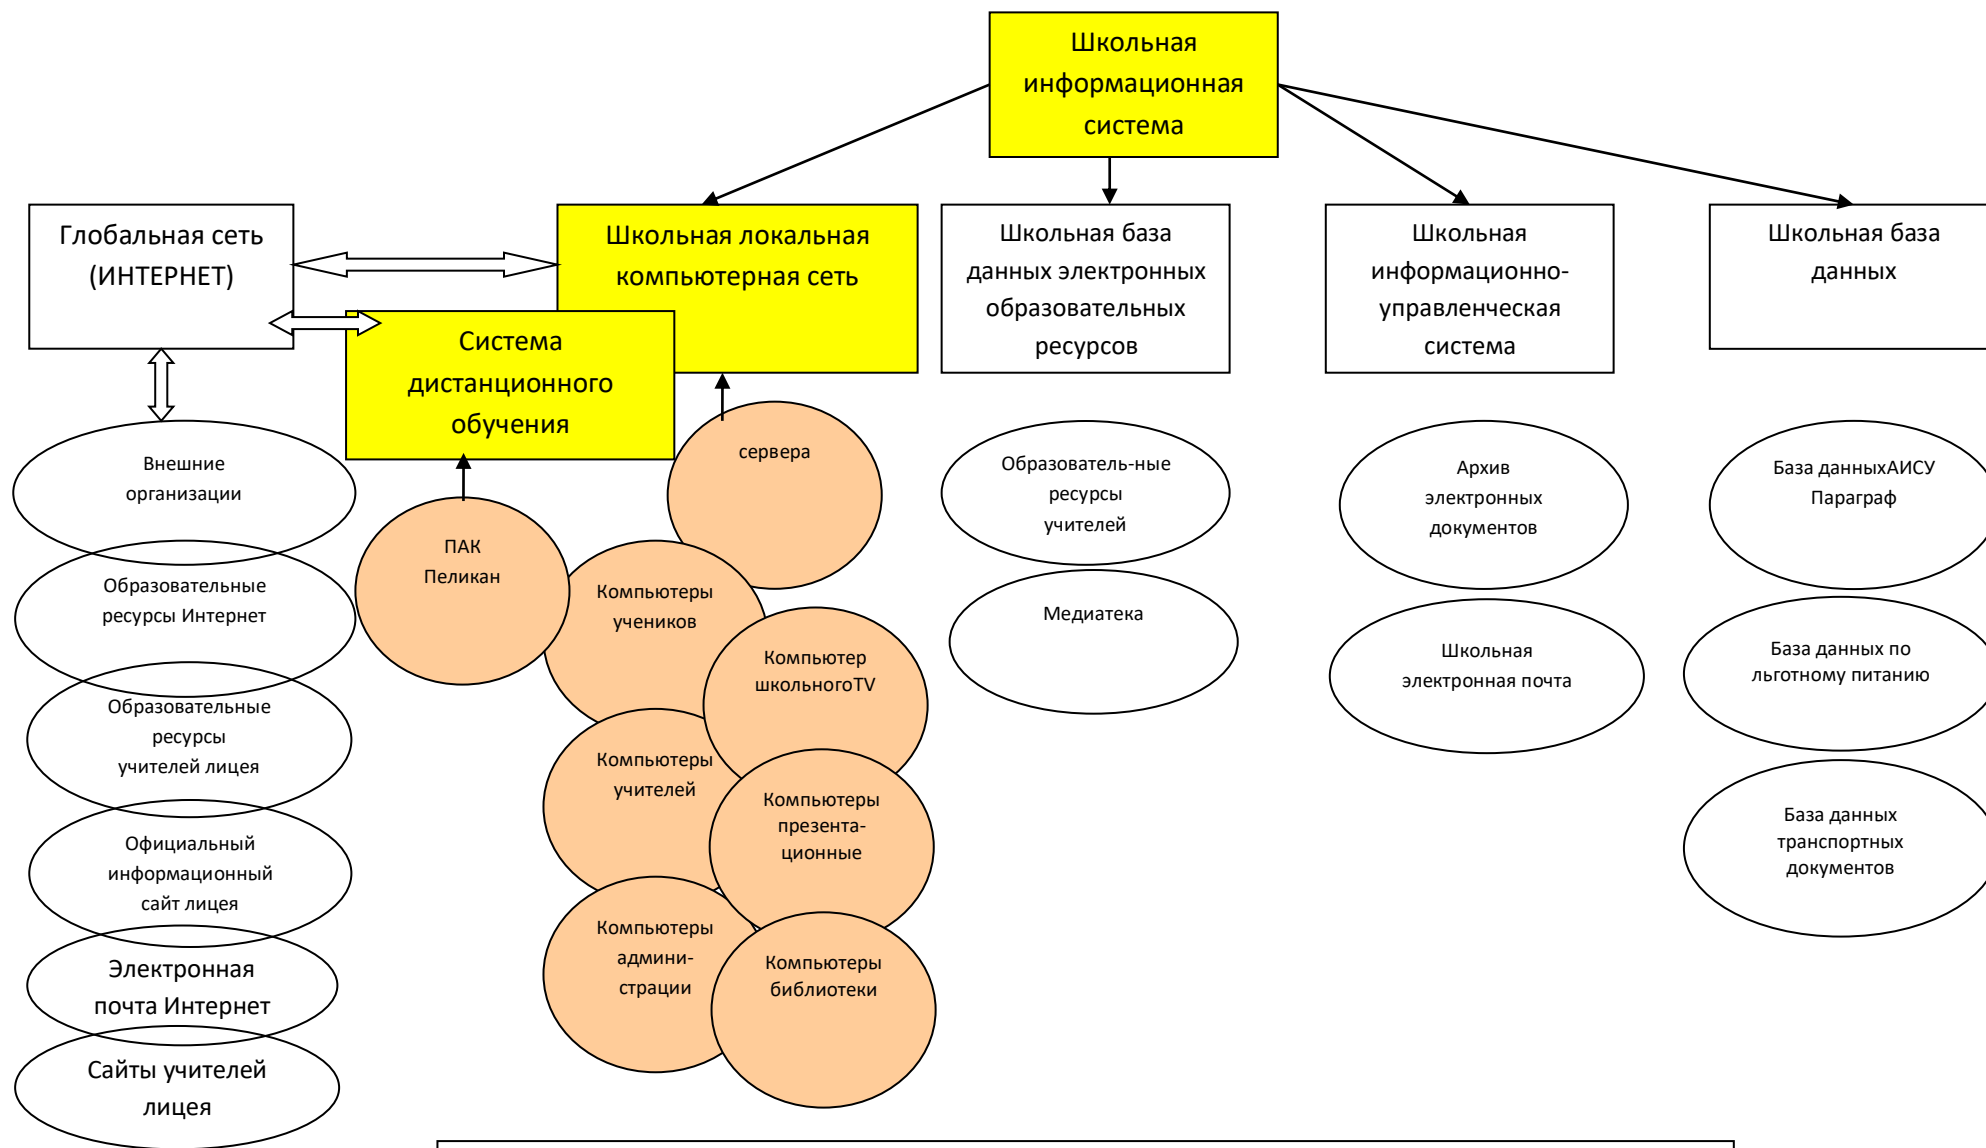 Школьная
информационная
система
Глобальная сеть
(ИНТЕРНЕТ)
Школьная локальная
компьютерная сеть
Система
дистанционного
обучения
Школьная база
данных электронных
образовательных
ресурсов
Школьная
информационно-
управленческая
система
Школьная база
данных
Внешние
организации
Образовательные
ресурсы Интернет
Образовательные
ресурсы
учителей лицея
Официальный
информационный
сайт лицея
Электронная
почта Интернет
Сайты учителей
лицея
ПАК
Пеликан
сервера
Компьютеры
учеников
Компьютер
школьногоTV
Компьютеры
учителей
Компьютеры
презента-
ционные
Компьютеры
админи-
страции
Компьютеры
библиотеки
Образователь-ные
ресурсы
учителей
Медиатека
Архив
электронных
документов
Школьная
электронная почта
База данныхАИСУ
Параграф
База данных по
льготному питанию
База данных
транспортных
документов